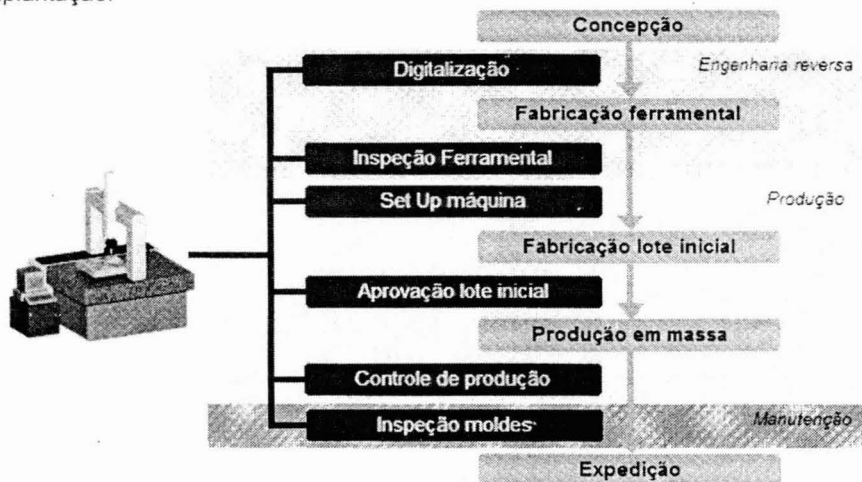 Concepção
Digitalização
Engenharia reversa
Fabricação ferramental
Inspeção Ferramental
Set Up máquina
Produção
Fabricação lote inicial
Aprovação lote inicial
Produção em massa
Controle de produção
Inspeção moldes
Manutenção
Expedição